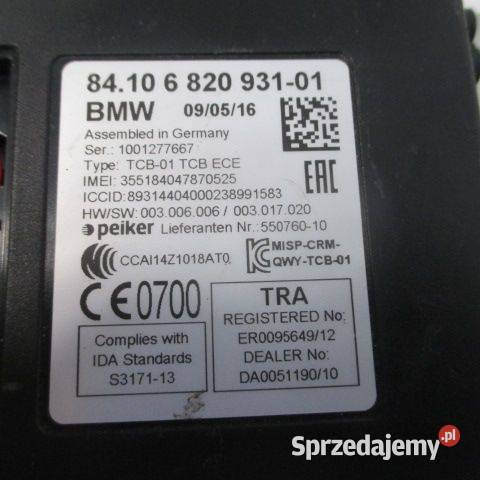 84.10 6 820 931-01
BMW 09/05/16
Assembled in Germany
Ser.: 1001277667
Type: TCB-01 TCB ECE
IMEI: 355184047870525
ICCID: 89314404000238991583
HW/SW: 003.006.006 / 003.017.020
peiker Lieferanten Nr.: 550760-10
EAC
CCC CCAI14Z1018AT0
KC MISP-CRM-
QWY-TCB-01
CE0700
Complies with
IDA Standards
S3171-13
TRA
REGISTERED No:
ER0095649/12
DEALER No:
DA0051190/10
Sprzedajemy.pl